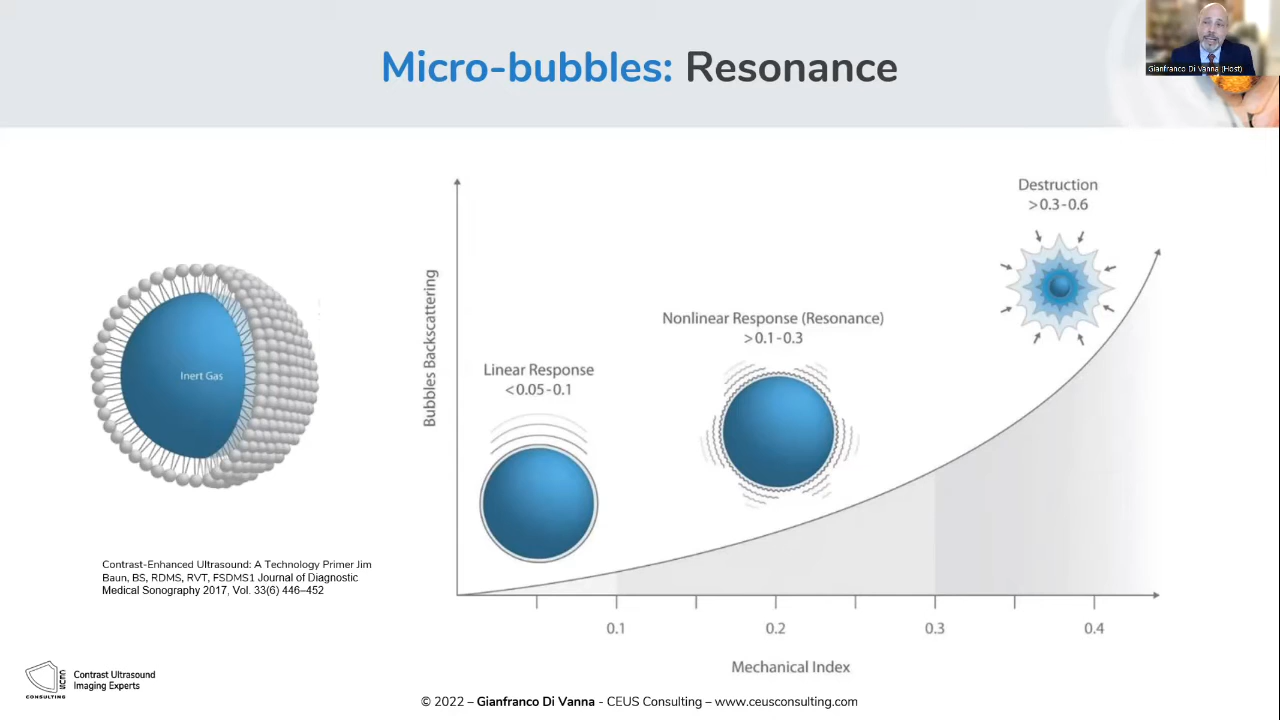 Micro-bubbles: Resonance
Gianfranco Di Vanna (Host)
Inert Gas
Contrast-Enhanced Ultrasound: A Technology Primer Jim
Baun, BS, RDMS, RVT, FSDMS1 Journal of Diagnostic
Medical Sonography 2017, Vol. 33(6) 446–452
Bubbles Backscattering
Linear Response
<0.05-0.1
Nonlinear Response (Resonance)
>0.1-0.3
Destruction
>0.3-0.6
0.1
0.2
0.3
0.4
Mechanical Index
CEUS
CONSULTING
Contrast Ultrasound
Imaging Experts
© 2022 – Gianfranco Di Vanna - CEUS Consulting – www.ceusconsulting.com